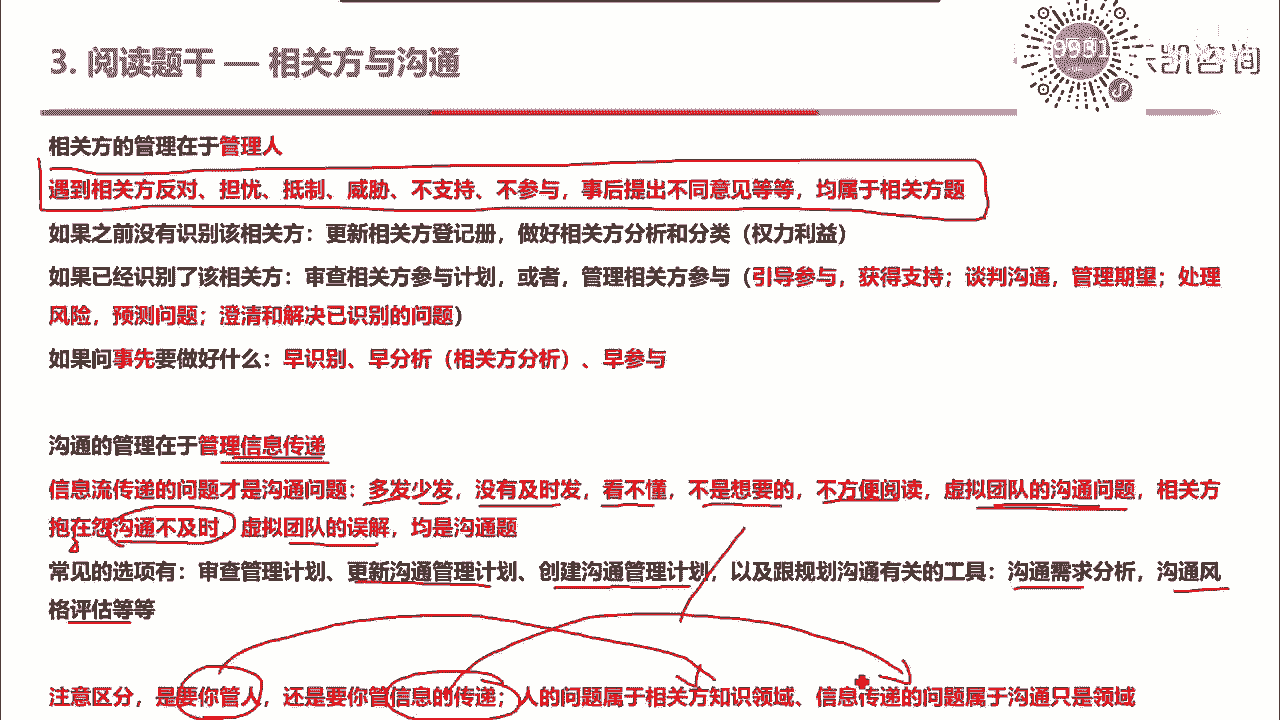 3. 阅读题干 — 相关方与沟通
凯咨询
相关方的管理在于管理人
遇到相关方反对、担忧、抵制、威胁、不支持、不参与，事后提出不同意见等等，均属于相关方题
如果之前没有识别该相关方：更新相关方登记册，做好相关方分析和分类（权力利益）
如果已经识别了该相关方：审查相关方参与计划，或者，管理相关方参与（引导参与，获得支持；谈判沟通，管理期望；处理
风险，预测问题；澄清和解决已识别的问题）
如果问事先要做好什么：早识别、早分析（相关方分析）、早参与
沟通的管理在于管理信息传递
信息流传递的问题才是沟通问题：多发少发，没有及时发，看不懂，不是想要的，不方便阅读，虚拟团队的沟通问题，相关方
抱在怨沟通不及时，虚拟团队的误解，均是沟通题
常见的选项有：审查管理计划、更新沟通管理计划、创建沟通管理计划，以及跟规划沟通有关的工具：沟通需求分析，沟通风
格评估等等
注意区分，是要你管人，还是要你管信息的传递；人的问题属于相关方知识领域、信息传递的问题属于沟通只是领域